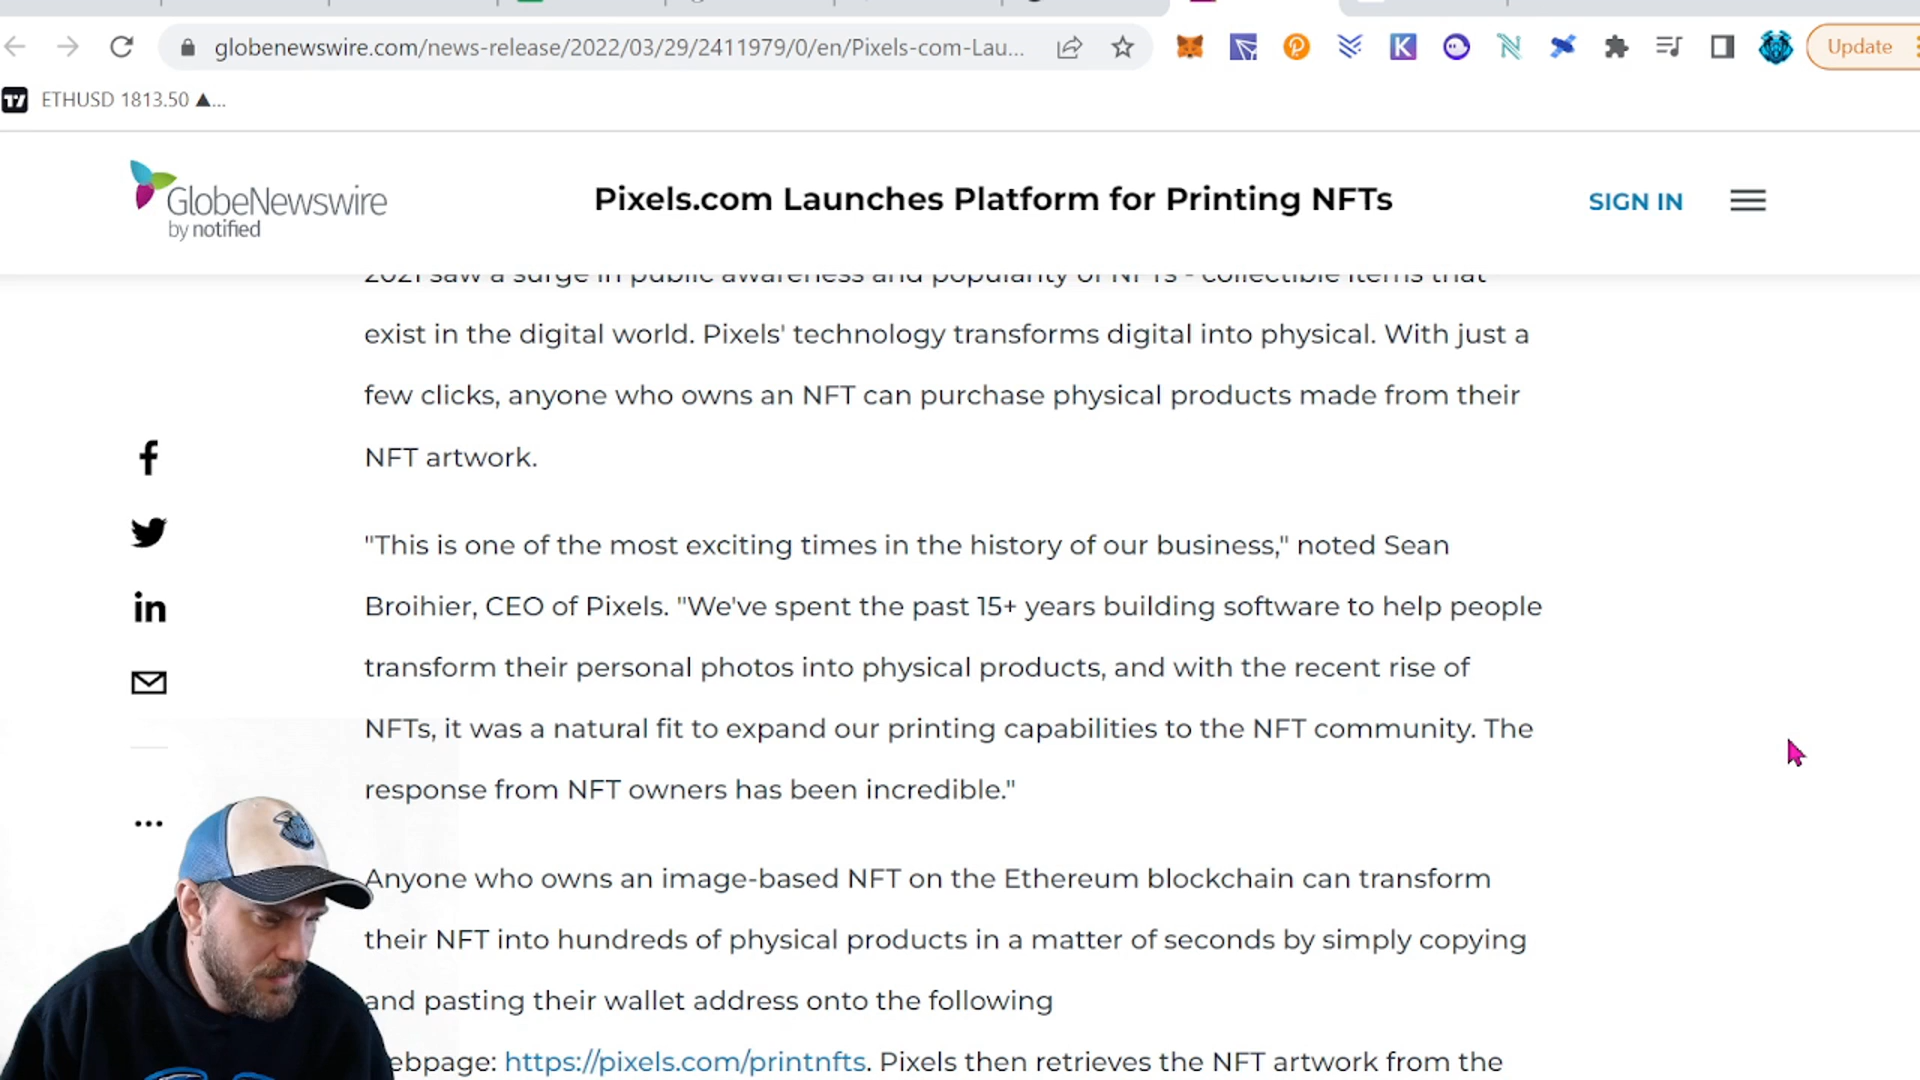 globenewswire.com/news-release/2022/03/29/2411979/0/en/Pixels-com-Lau...
Update
ETHUSD 1813.50 ▲...
GlobeNewswire
by notified
Pixels.com Launches Platform for Printing NFTs
SIGN IN
2021 saw a surge in public awareness and popularity of NFTs - collectible items that
exist in the digital world. Pixels' technology transforms digital into physical. With just a
few clicks, anyone who owns an NFT can purchase physical products made from their
NFT artwork.
"This is one of the most exciting times in the history of our business," noted Sean
Broihier, CEO of Pixels. "We've spent the past 15+ years building software to help people
transform their personal photos into physical products, and with the recent rise of
NFTs, it was a natural fit to expand our printing capabilities to the NFT community. The
response from NFT owners has been incredible."
Anyone who owns an image-based NFT on the Ethereum blockchain can transform
their NFT into hundreds of physical products in a matter of seconds by simply copying
and pasting their wallet address onto the following
ebpage: https://pixels.com/printnfts. Pixels then retrieves the NFT artwork from the